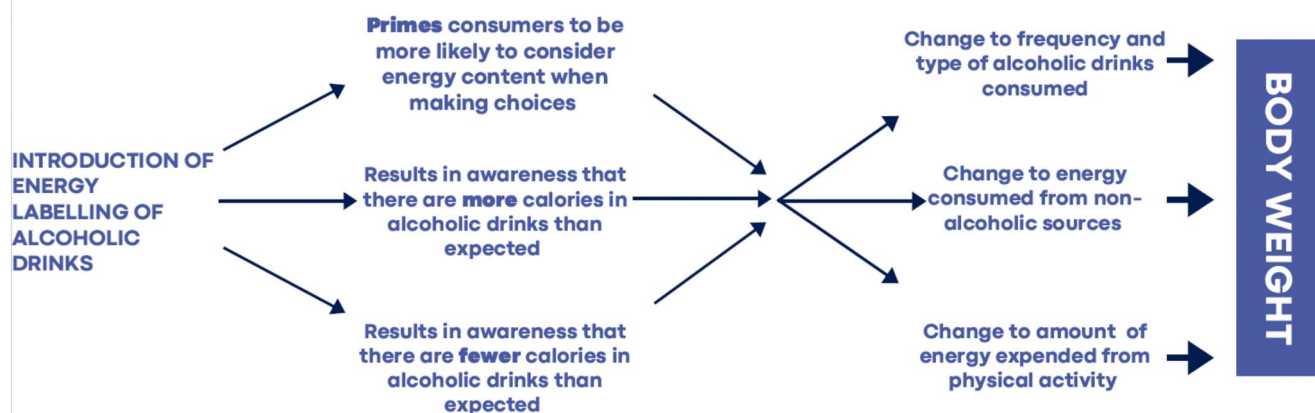 INTRODUCTION OF
ENERGY
LABELLING OF
ALCOHOLIC
DRINKS
Primes consumers to be
more likely to consider
energy content when
making choices
Results in awareness that
there are more calories in
alcoholic drinks than
expected
Results in awareness that
there are fewer calories in
alcoholic drinks than
expected
Change to frequency and
type of alcoholic drinks
consumed
Change to energy
consumed from non-
alcoholic sources
Change to amount of
energy expended from
physical activity
BODY WEIGHT